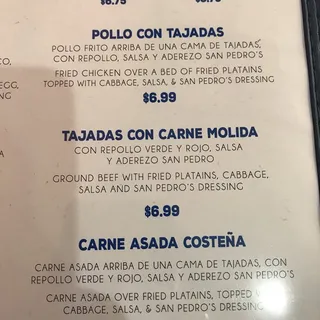 $6.75
POLLO CON TAJADAS
POLLO FRITO ARRIBA DE UNA CAMA DE TAJADAS,
CON REPOLLO, SALSA Y ADEREZO SAN PEDRO'S
FRIED CHICKEN OVER A BED OF FRIED PLATAINS
TOPPED WITH CABBAGE, SALSA, & SAN PEDRO'S DRESSING
$6.99
TAJADAS CON CARNE MOLIDA
CON REPOLLO VERDE Y ROJO, SALSA
Y ADEREZO SAN PEDRO
GROUND BEEF WITH FRIED PLATAINS, CABBAGE,
SALSA AND SAN PEDRO'S DRESSING
$6.99
CARNE ASADA COSTEÑA
CARNE ASADA ARRIBA DE UNA CAMA DE TAJADAS, CON
REPOLLO VERDE Y ROJO, SALSA Y ADEREZO SAN PEDRO'S
CARNE ASADA OVER FRIED PLATAINS, TOPPED
CABBAGE, SALSA, & SAN PEDRO'S DRESSING